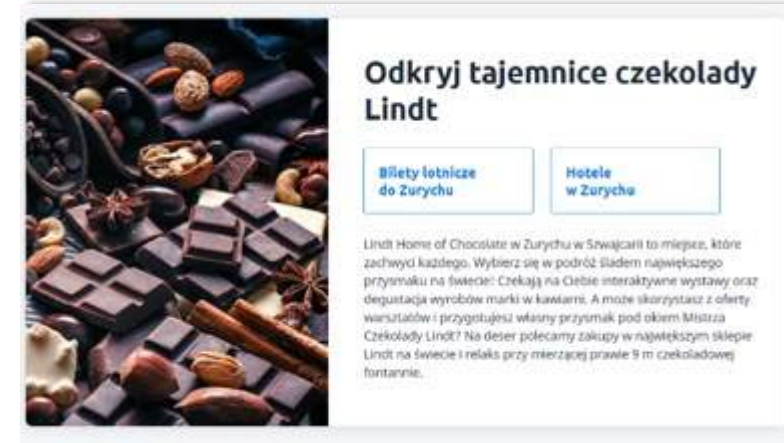 Odkryj tajemnice czekolady
Lindt
Bilety lotnicze
do Zurychu
Hotele
w Zurychu
Lindt Home of Chocolate w Zurychu w Szwajcarii to miejsce, które
zachwyci każdego. Wybierz się w podróż śladem największego
przysmaku na świecie! Czekają na Ciebie interaktywne wystawy oraz
degustacja wyrobów marki w kawiarni. A może skorzystasz z oferty
warsztatów i przygotujesz własny przysmak pod okiem Mistrza
Czekolady Lindt? Na deser polecamy zakupy w największym sklepie
Lindt na świecie i relaks przy mierzącej prawie 9 m czekoladowej
fontannie.